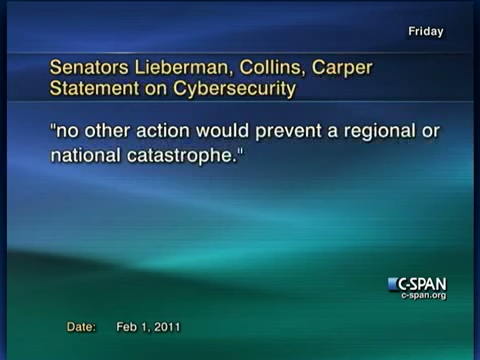 Friday
Senators Lieberman, Collins, Carper
Statement on Cybersecurity
"no other action would prevent a regional or
national catastrophe."
C-SPAN
c-span.org
Date: Feb 1, 2011